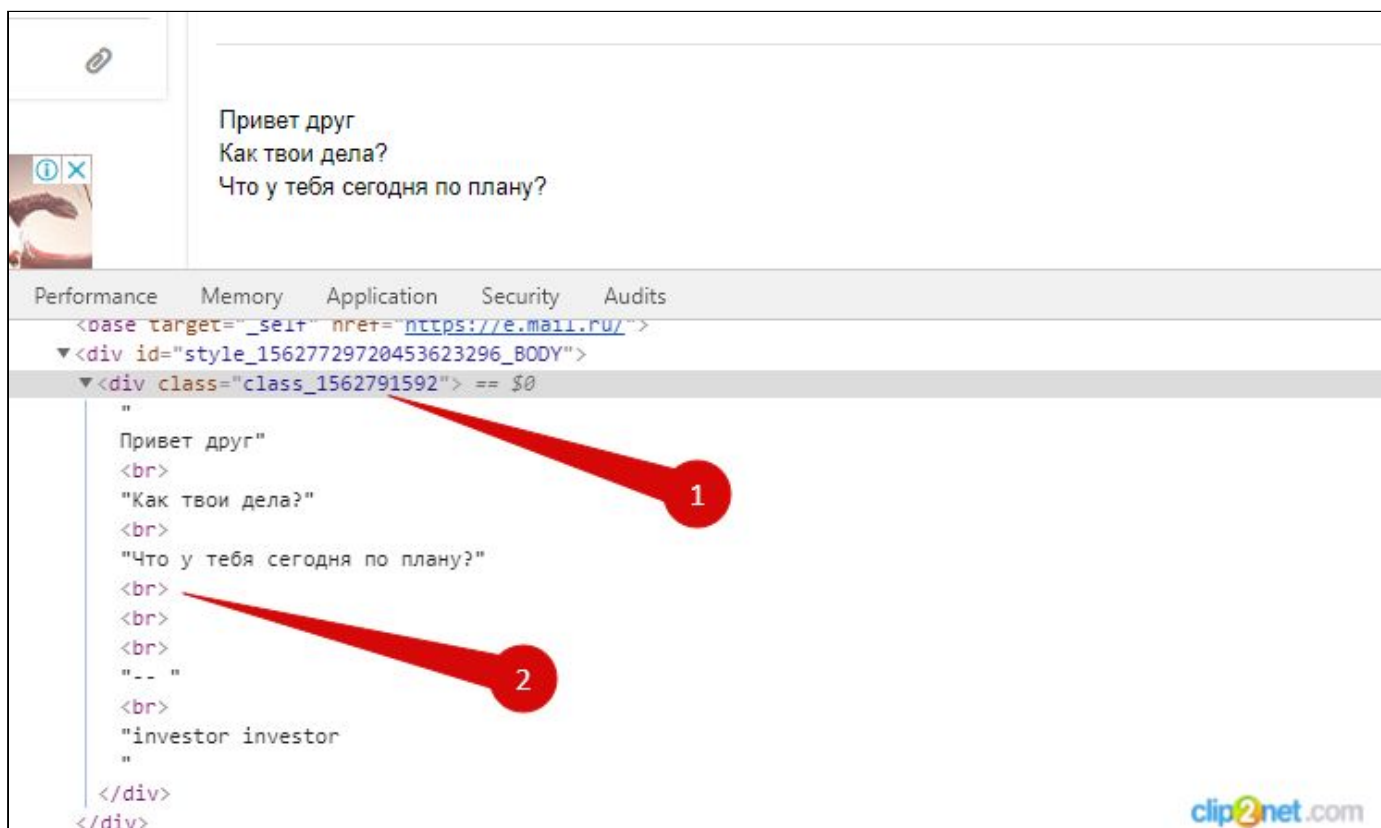 Привет друг
Как твои дела?
Что у тебя сегодня по плану?
Performance Memory Application Security Audits
<base target="_self" href="https://e.mail.ru/">
▼<div id="style_15627729720453623296_BODY">
▼<div class="class_1562791592"> == $0
"
Привет друг"
<br>
"Как твои дела?"
<br>
"Что у тебя сегодня по плану?"
<br>
<br>
<br>
"-- "
<br>
"investor investor
"
</div>
</div>
1
2
clip2net.com